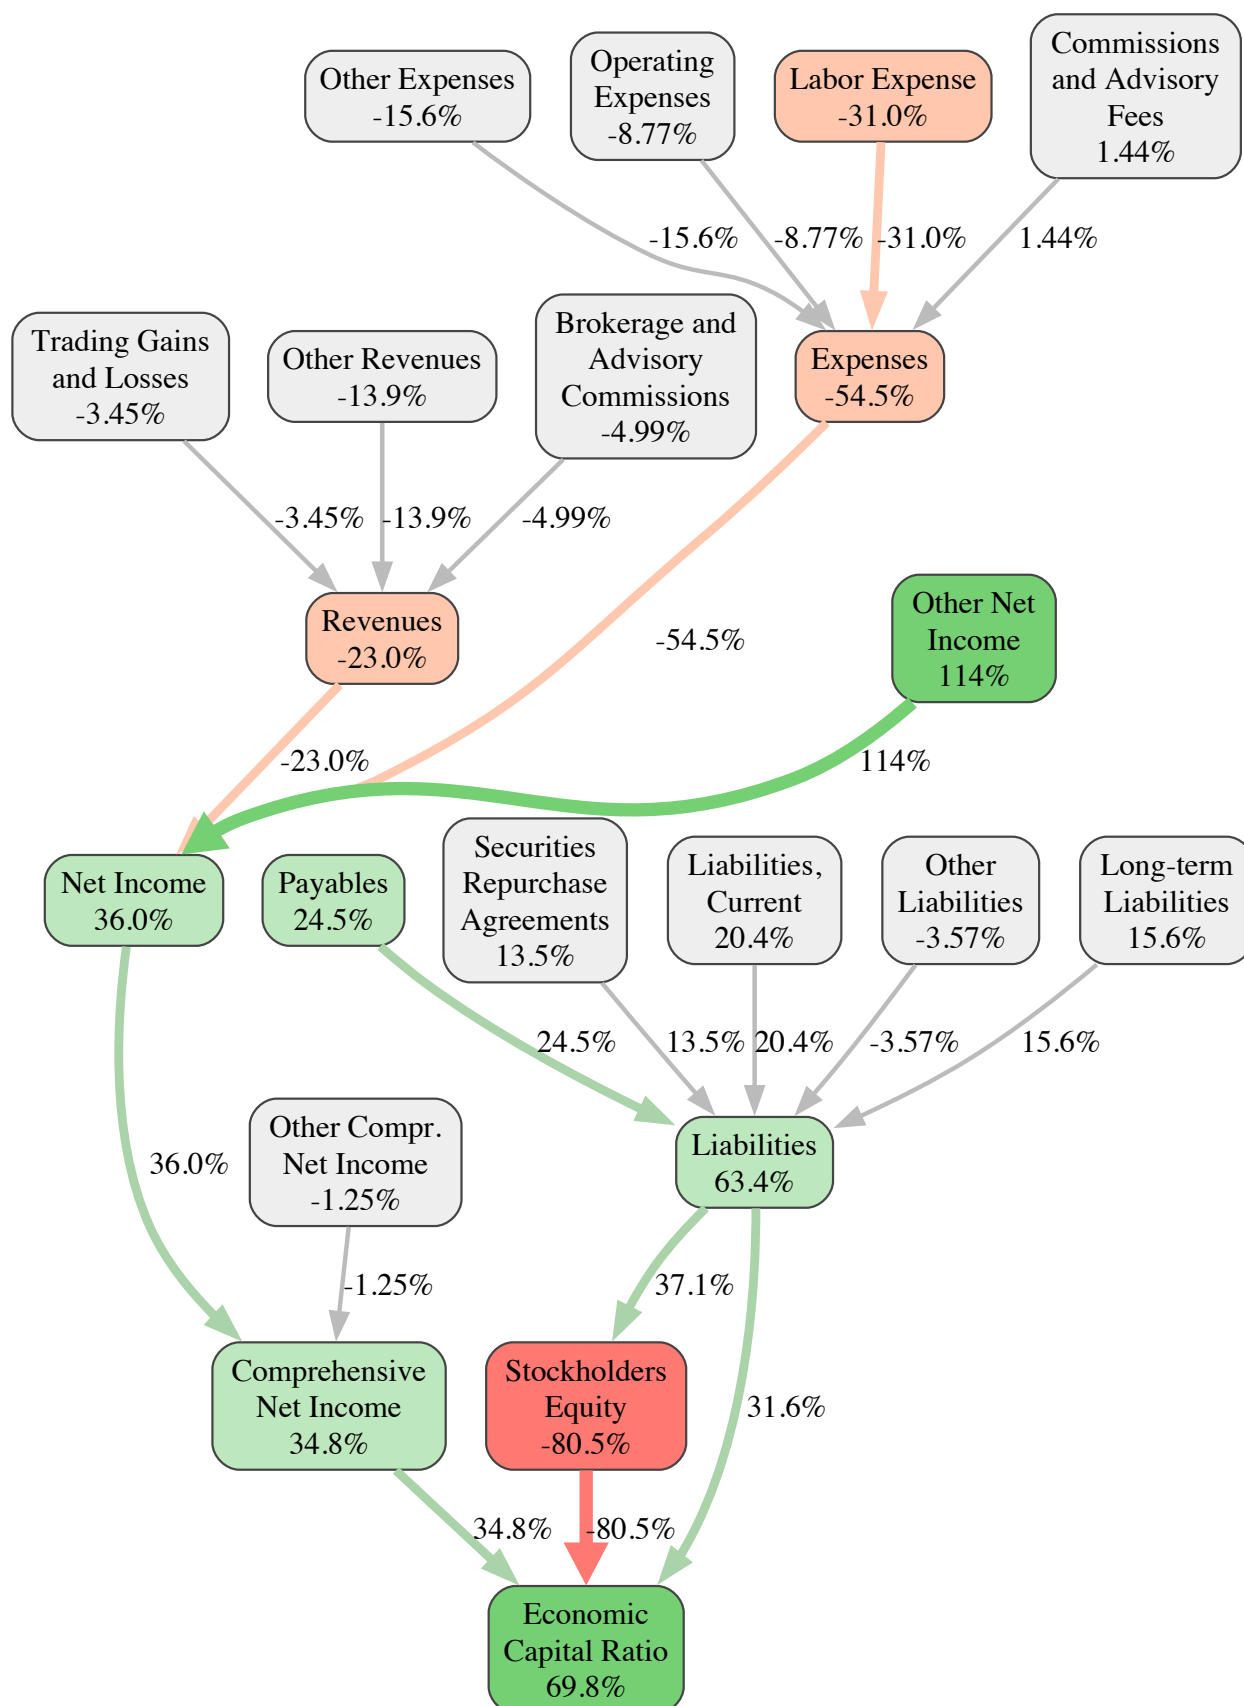 Other Expenses
-15.6%
Operating
Expenses
-8.77%
Labor Expense
-31.0%
Commissions
and Advisory
Fees
1.44%
-15.6%
-8.77%
-31.0%
1.44%
Trading Gains
and Losses
-3.45%
Other Revenues
-13.9%
Brokerage and
Advisory
Commissions
-4.99%
Expenses
-54.5%
-3.45%
-13.9%
-4.99%
Revenues
-23.0%
-54.5%
Other Net
Income
114%
-23.0%
114%
Net Income
36.0%
Payables
24.5%
Securities
Repurchase
Agreements
13.5%
Liabilities,
Current
20.4%
Other
Liabilities
-3.57%
Long-term
Liabilities
15.6%
24.5%
13.5%
20.4%
-3.57%
15.6%
Other Compr.
Net Income
-1.25%
36.0%
Liabilities
63.4%
-1.25%
37.1%
Comprehensive
Net Income
34.8%
Stockholders
Equity
-80.5%
31.6%
34.8%
-80.5%
Economic
Capital Ratio
69.8%